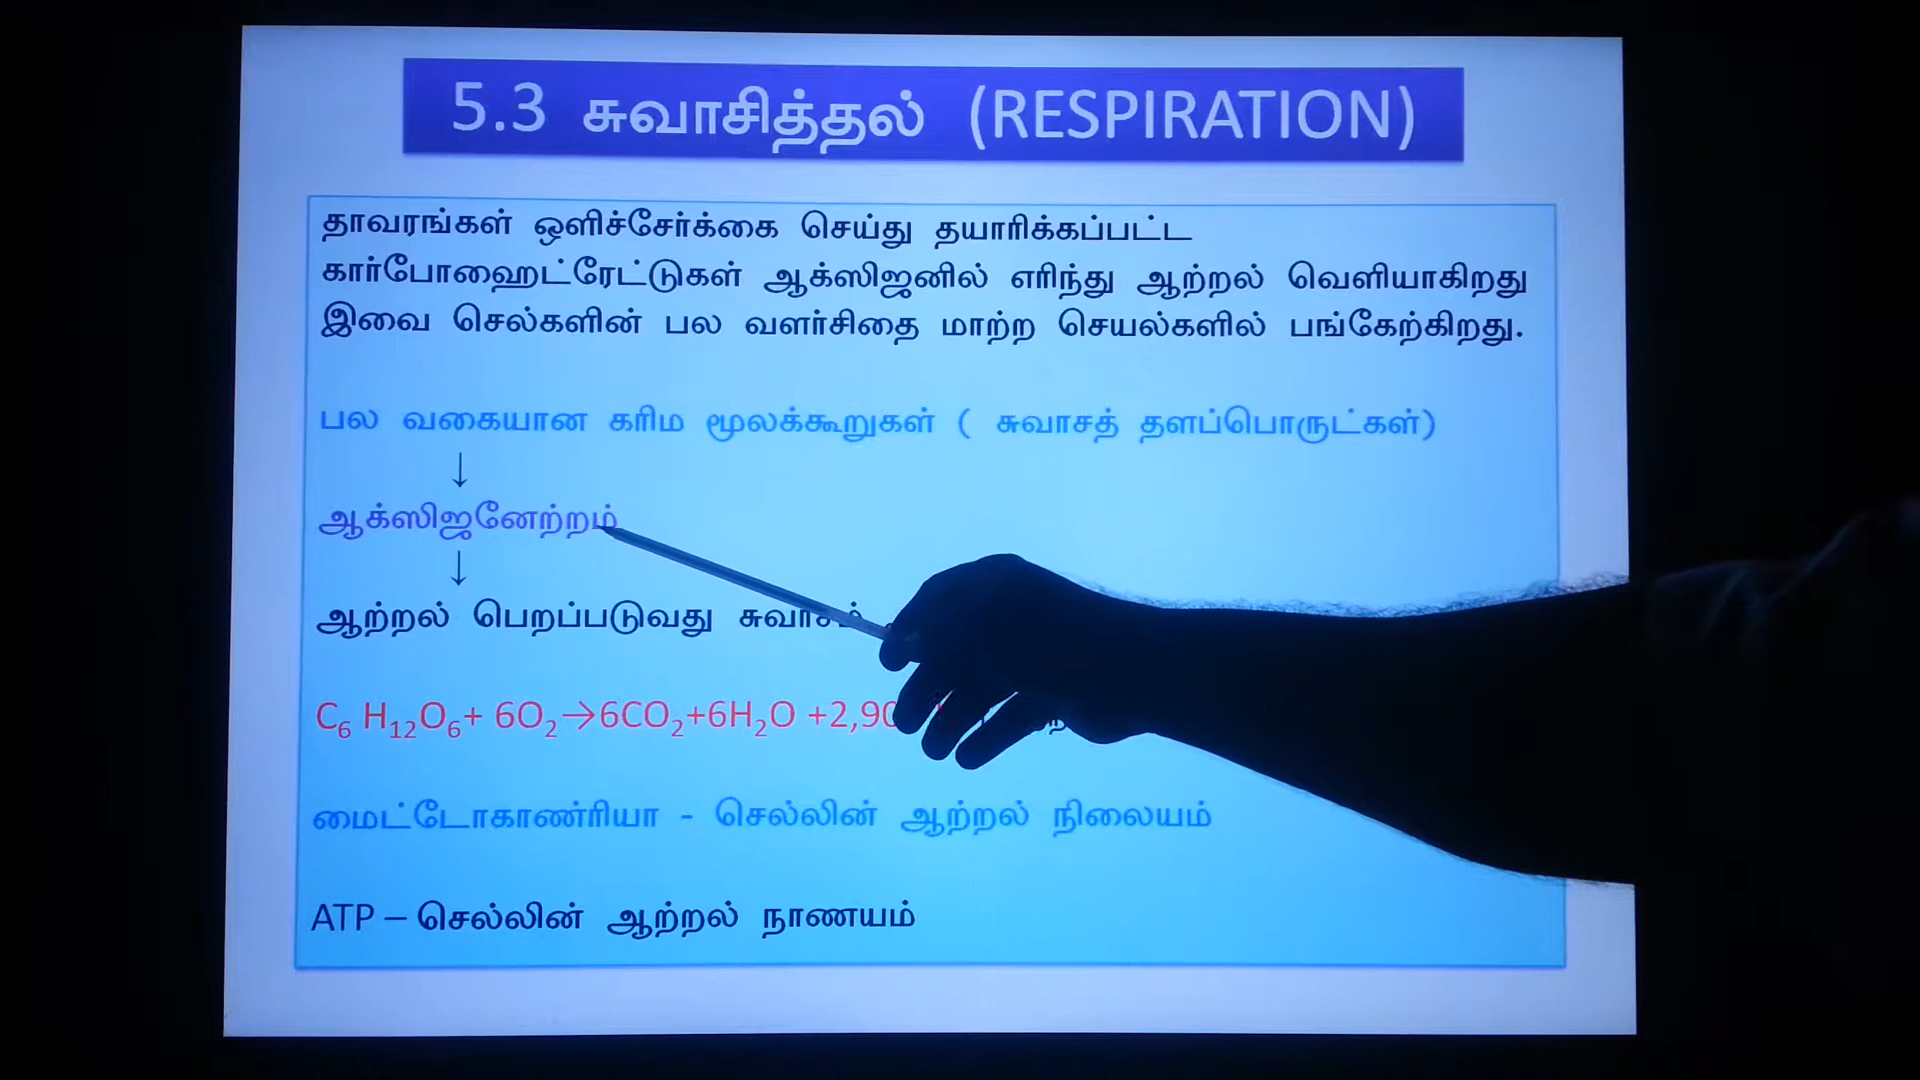 5.3 சுவாசித்தல் (RESPIRATION)
தாவரங்கள் ஒளிச்சேர்க்கை செய்து தயாரிக்கப்பட்ட
கார்போஹைட்ரேட்டுகள் ஆக்ஸிஜனில் எரிந்து ஆற்றல் வெளியாகிறது
இவை செல்களின் பல வளர்சிதை மாற்ற செயல்களில் பங்கேற்கிறது.
பல வகையான கரிம மூலக்கூறுகள் ( சுவாசத் தளப்பொருட்கள்)
↓
ஆக்ஸிஜனேற்றம்
↓
ஆற்றல் பெறப்படுவது சுவாசம்
C₆ H₁₂O₆+ 6O₂→6CO₂+6H₂O
மைட்டோகாண்ரியா - செல்லின் ஆற்றல் நிலையம்
ATP – செல்லின் ஆற்றல் நாணயம்